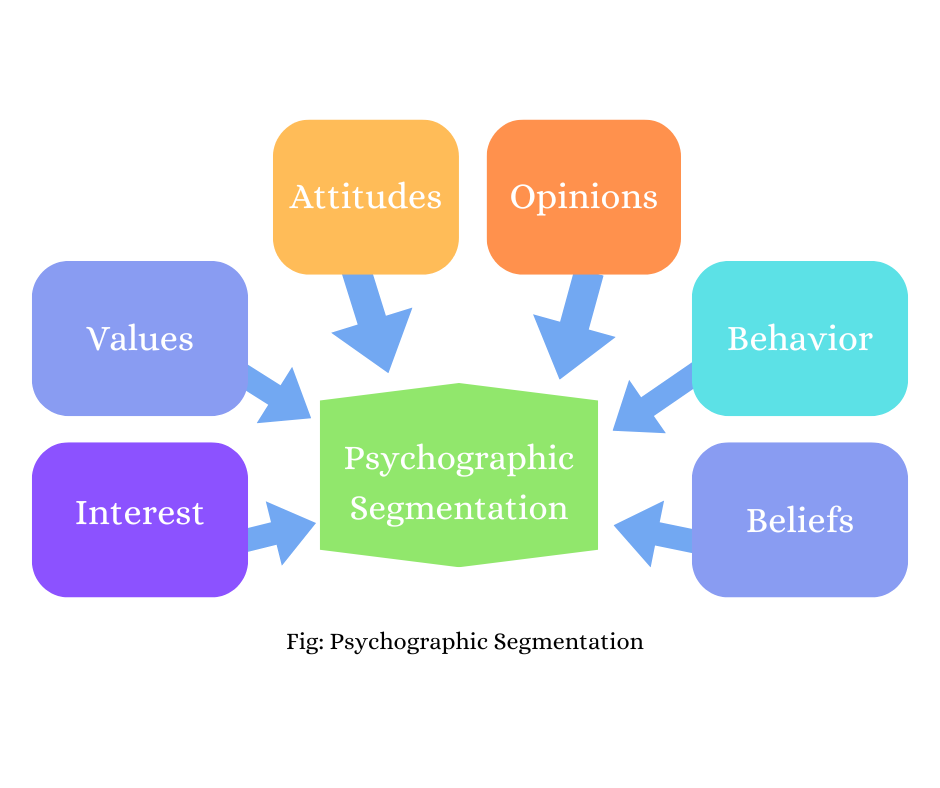 Attitudes
Opinions
Values
Behavior
Psychographic
Segmentation
Interest
Beliefs
Fig: Psychographic Segmentation